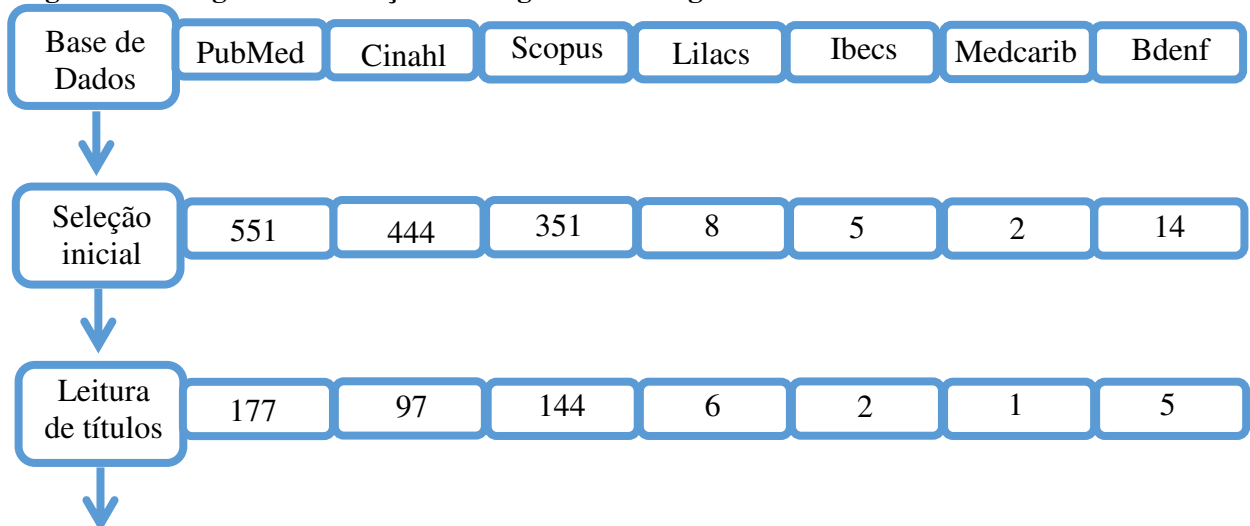 Base de
Dados
PubMed Cinahl Scopus Lilacs Ibecs Medcarib Bdenf
Seleção
inicial
551 444 351 8 5 2 14
Leitura
de títulos
177 97 144 6 2 1 5